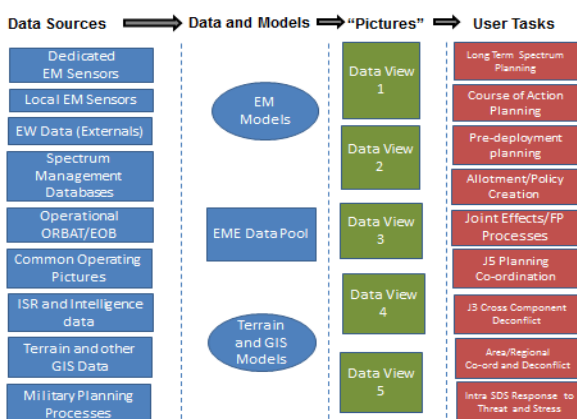 Data Sources
Data and Models
“Pictures”
User Tasks
Dedicated
EM Sensors
Local EM Sensors
EW Data (Externals)
Spectrum
Management
Databases
Operational
ORBAT/EOB
Common Operating
Pictures
ISR and Intelligence
data
Terrain and other
GIS Data
Military Planning
Processes
EM
Models
EME Data Pool
Terrain
and GIS
Models
Data View
1
Data View
2
Data View
3
Data View
4
Data View
5
Long Term Spectrum
Planning
Course of Action
Planning
Pre-deployment
planning
Allotment/Policy
Creation
Joint Effects/FP
Processes
J5 Planning
Co-ordination
J3 Cross Component
Deconflict
Area/Regional
Co-ord and Deconflict
Intra SDS Response to
Threat and Stress